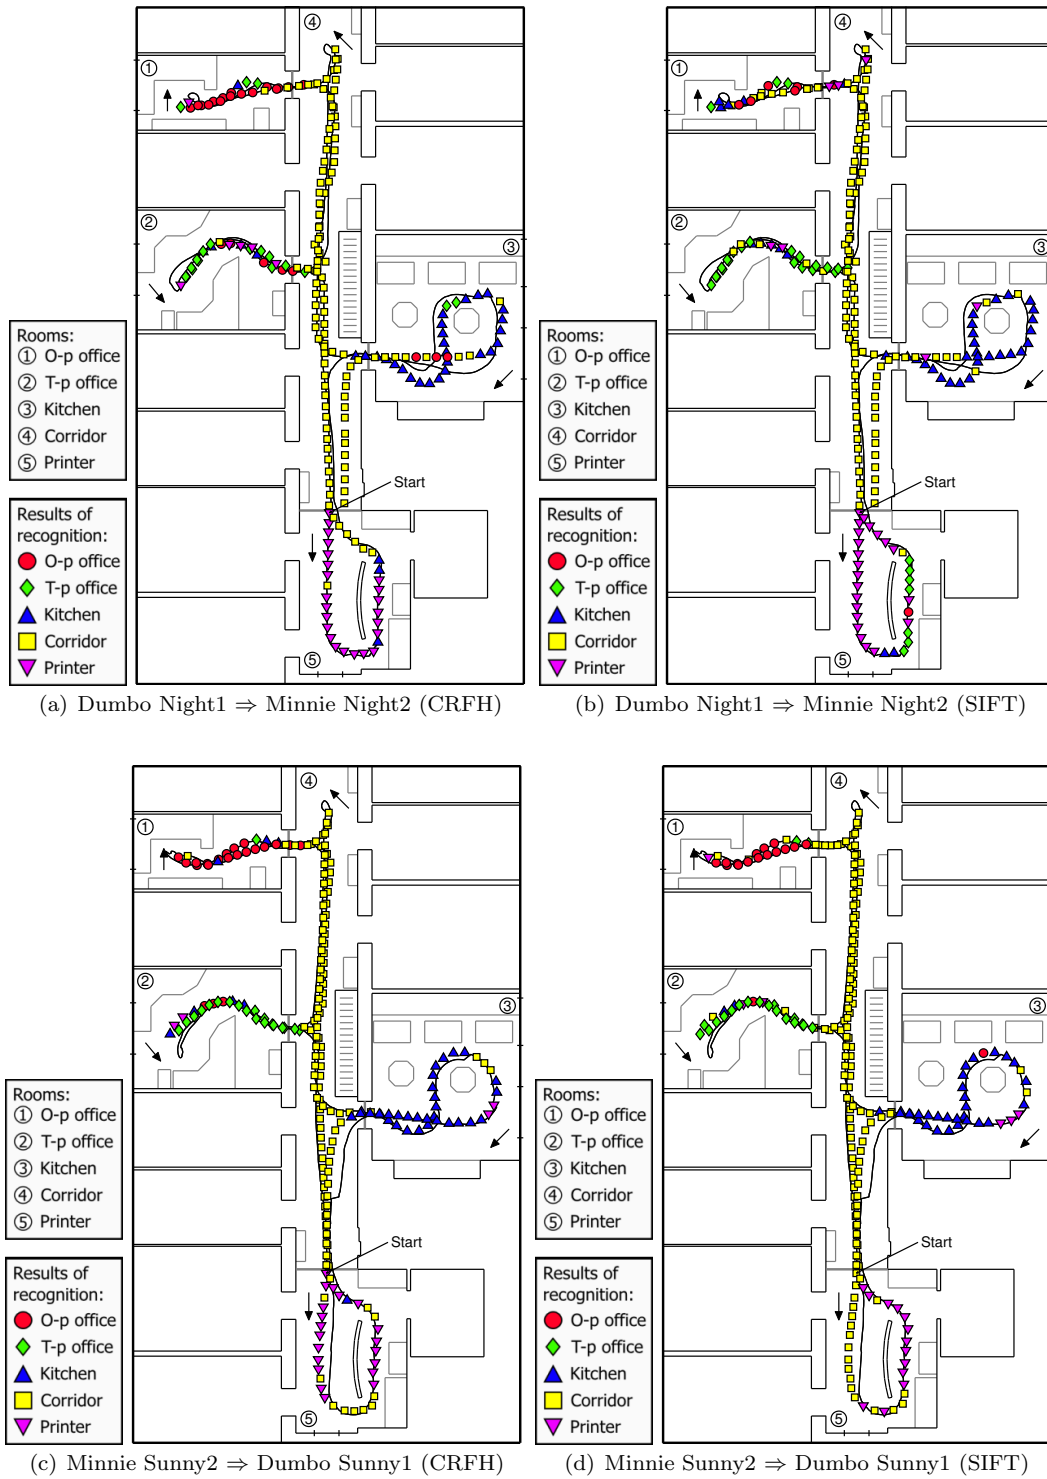 ④
①
②
③
Rooms:
① O-p office
② T-p office
③ Kitchen
④ Corridor
⑤ Printer
Start
Results of
recognition:
O-p office
T-p office
Kitchen
Corridor
Printer
⑤
(a) Dumbo Night1 ⇒ Minnie Night2 (CRFH)
④
①
②
③
Rooms:
① O-p office
② T-p office
③ Kitchen
④ Corridor
⑤ Printer
Start
Results of
recognition:
O-p office
T-p office
Kitchen
Corridor
Printer
⑤
(b) Dumbo Night1 ⇒ Minnie Night2 (SIFT)
④
①
②
③
Rooms:
① O-p office
② T-p office
③ Kitchen
④ Corridor
⑤ Printer
Start
Results of
recognition:
O-p office
T-p office
Kitchen
Corridor
Printer
⑤
(c) Minnie Sunny2 ⇒ Dumbo Sunny1 (CRFH)
④
①
②
③
Rooms:
① O-p office
② T-p office
③ Kitchen
④ Corridor
⑤ Printer
Start
Results of
recognition:
O-p office
T-p office
Kitchen
Corridor
Printer
⑤
(d) Minnie Sunny2 ⇒ Dumbo Sunny1 (SIFT)